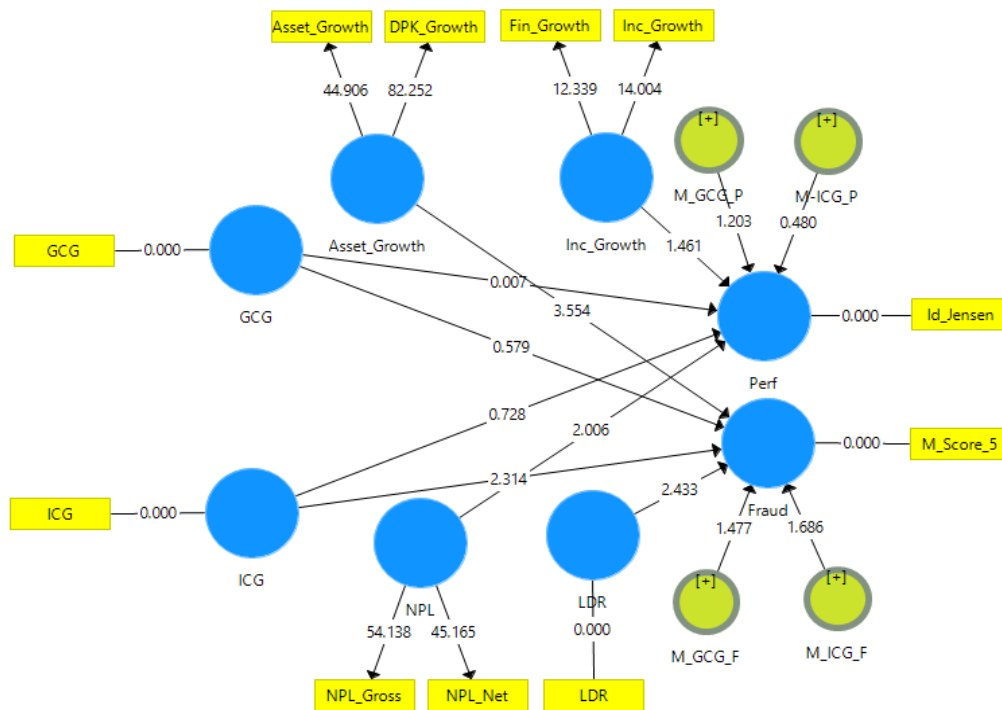 Asset_Growth
DPK_Growth
Fin_Growth
Inc_Growth
44.906
82.252
12.339
14.004
[+]
[+]
M_GCG_P
M-ICG_P
Asset_Growth
Inc_Growth
1.203
0.480
1.461
GCG
0.000
GCG
0.007
3.554
0.000
Id_Jensen
0.579
Perf
0.728
2.006
0.000
M_Score_5
ICG
0.000
2.314
2.433
Fraud
1.477
1.686
ICG
NPL
LDR
[+]
[+]
54.138
45.165
0.000
M_GCG_F
M_ICG_F
NPL_Gross
NPL_Net
LDR